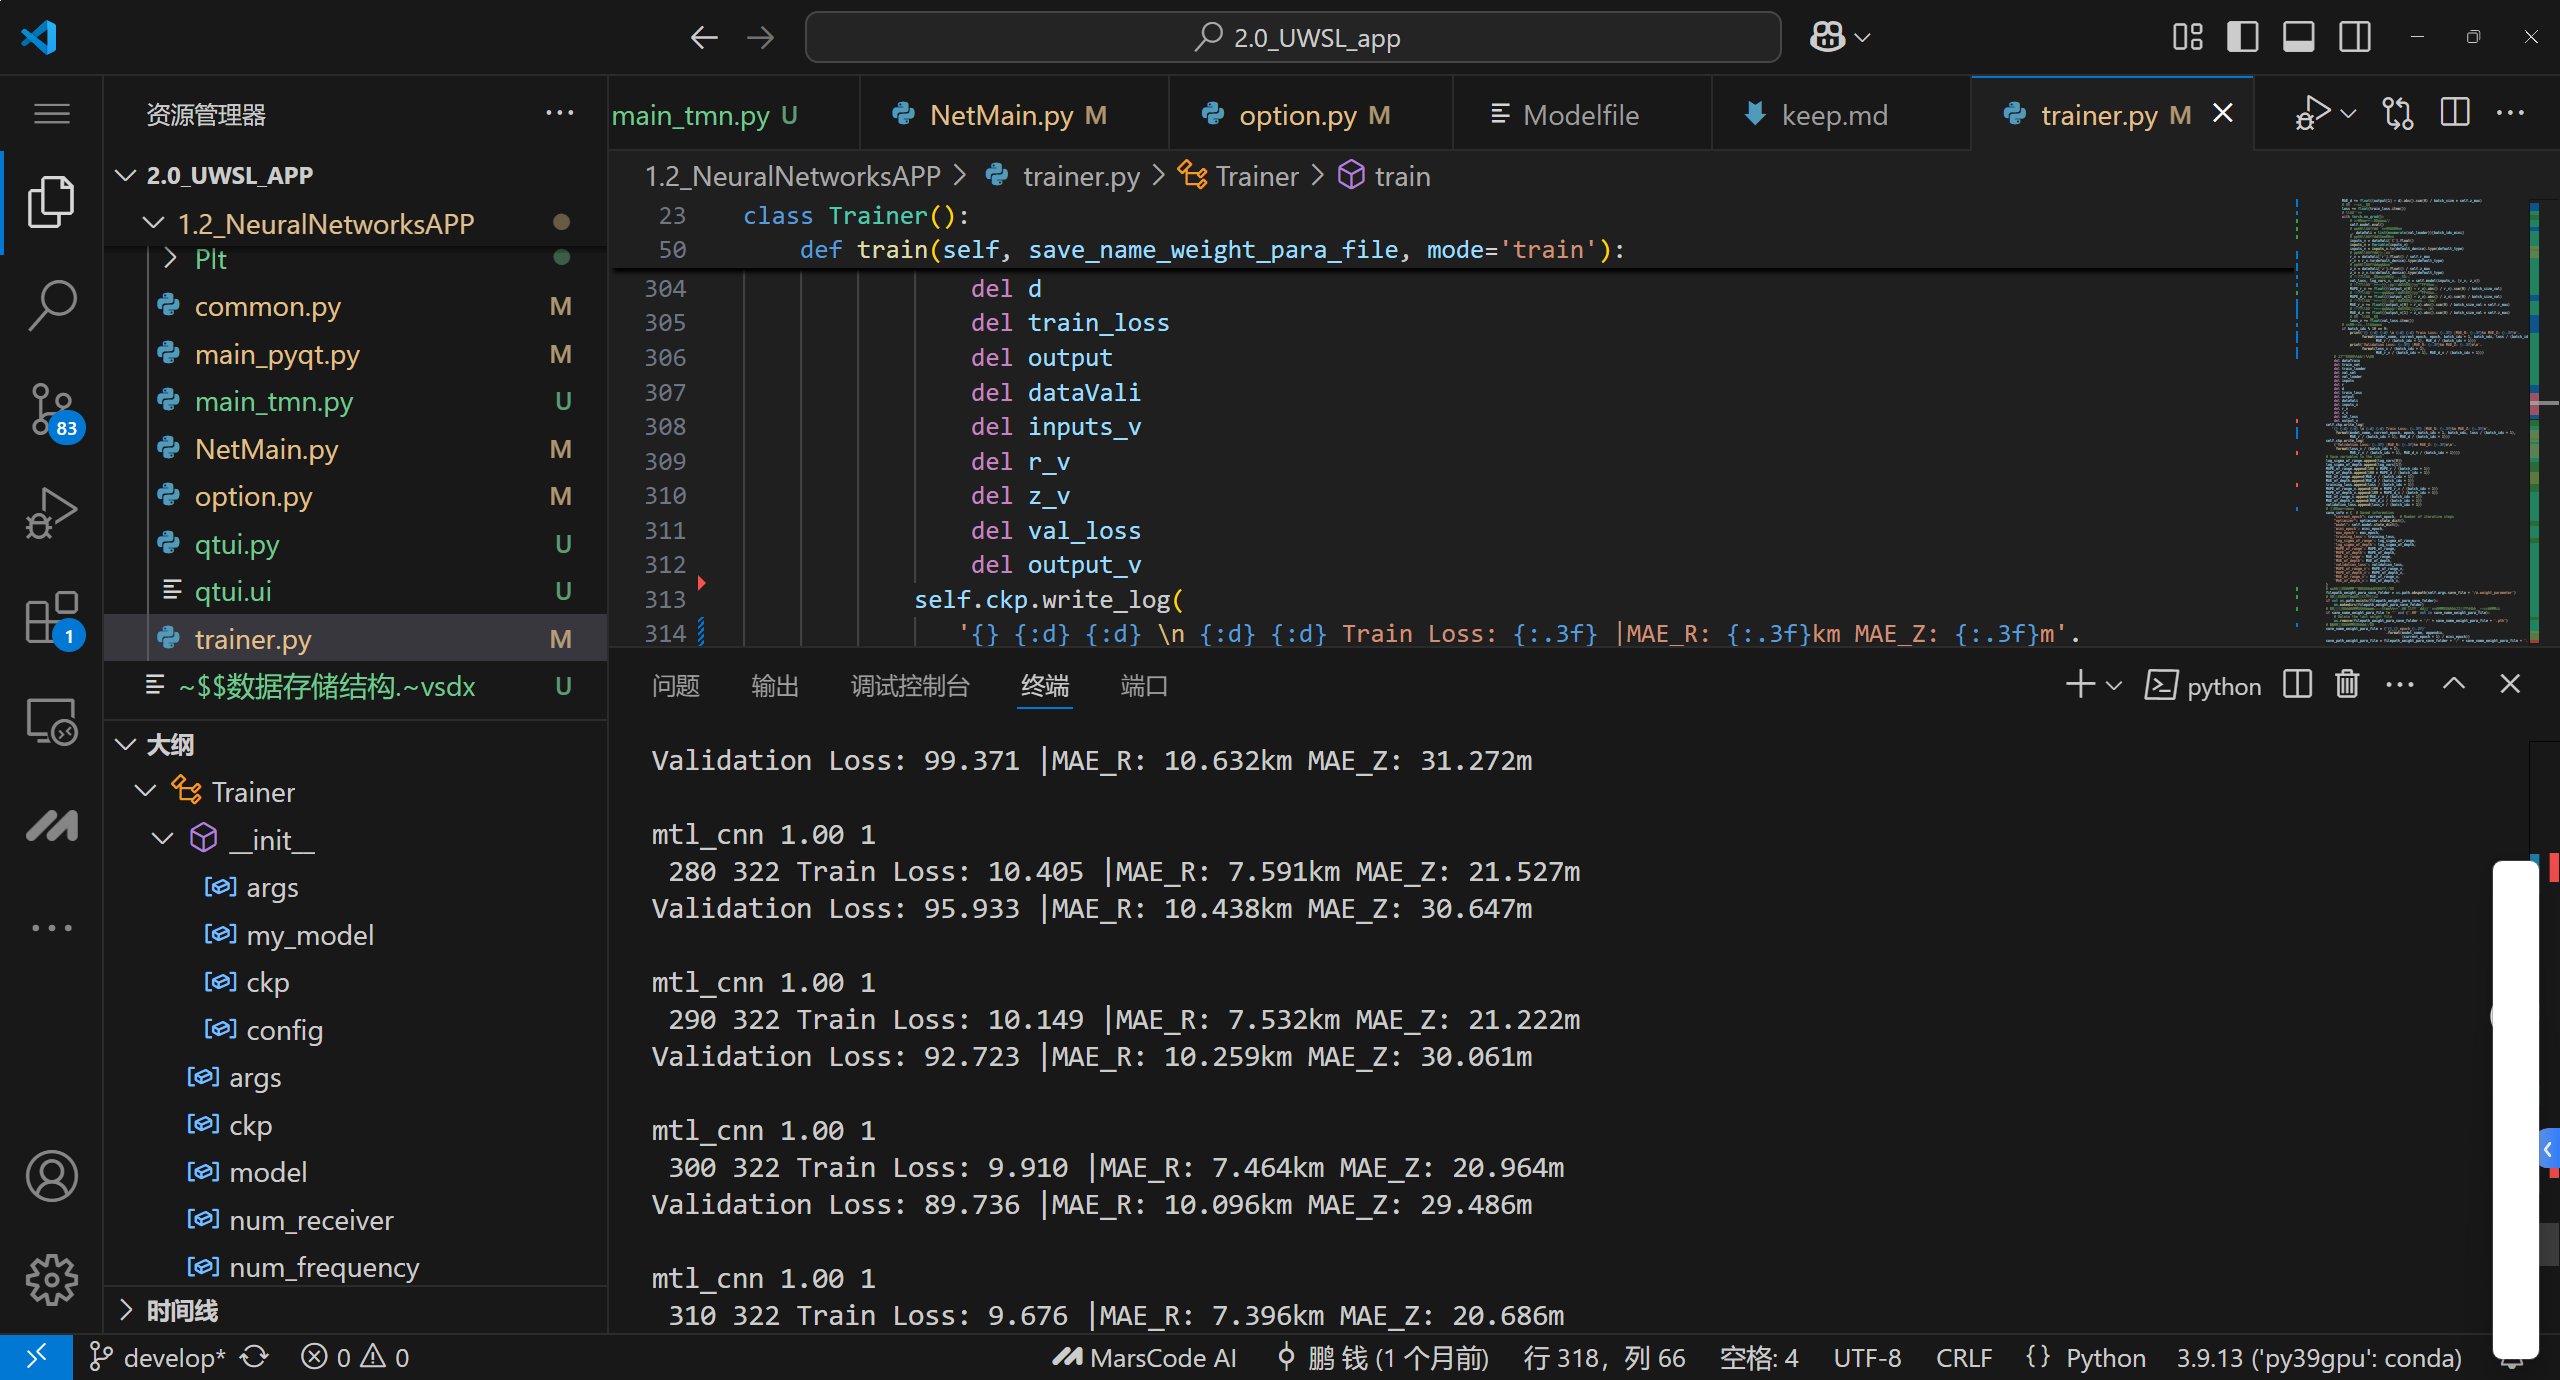 2.0_UWSL_app
资源管理器
main_tmn.py U
NetMain.py M
option.py M
Modelfile
keep.md
trainer.py M
2.0_UWSL_APP
1.2_NeuralNetworksAPP
Plt
common.py M
main_pyqt.py M
main_tmn.py U
NetMain.py M
option.py M
qtui.py U
qtui.ui U
trainer.py M
~$$数据存储结构.~vsdx U
83
1
大纲
Trainer
__init__
args
my_model
ckp
config
args
ckp
model
num_receiver
num_frequency
时间线
1.2_NeuralNetworksAPP > trainer.py > Trainer > train
23 class Trainer():
50 def train(self, save_name_weight_para_file, mode='train'):
304 del d
305 del train_loss
306 del output
307 del dataVali
308 del inputs_v
309 del r_v
310 del z_v
311 del val_loss
312 del output_v
313 self.ckp.write_log(
314 '{} {:d} {:d} \n {:d} {:d} Train Loss: {:.3f} |MAE_R: {:.3f}km MAE_Z: {:.3f}m'.
问题 输出 调试控制台 终端 端口
python
Validation Loss: 99.371 |MAE_R: 10.632km MAE_Z: 31.272m
mtl_cnn 1.00 1
280 322 Train Loss: 10.405 |MAE_R: 7.591km MAE_Z: 21.527m
Validation Loss: 95.933 |MAE_R: 10.438km MAE_Z: 30.647m
mtl_cnn 1.00 1
290 322 Train Loss: 10.149 |MAE_R: 7.532km MAE_Z: 21.222m
Validation Loss: 92.723 |MAE_R: 10.259km MAE_Z: 30.061m
mtl_cnn 1.00 1
300 322 Train Loss: 9.910 |MAE_R: 7.464km MAE_Z: 20.964m
Validation Loss: 89.736 |MAE_R: 10.096km MAE_Z: 29.486m
mtl_cnn 1.00 1
310 322 Train Loss: 9.676 |MAE_R: 7.396km MAE_Z: 20.686m
develop* 0 0 MarsCode AI 鹏 钱 (1 个月前) 行 318，列 66 空格: 4 UTF-8 CRLF {} Python 3.9.13 ('py39gpu': conda)